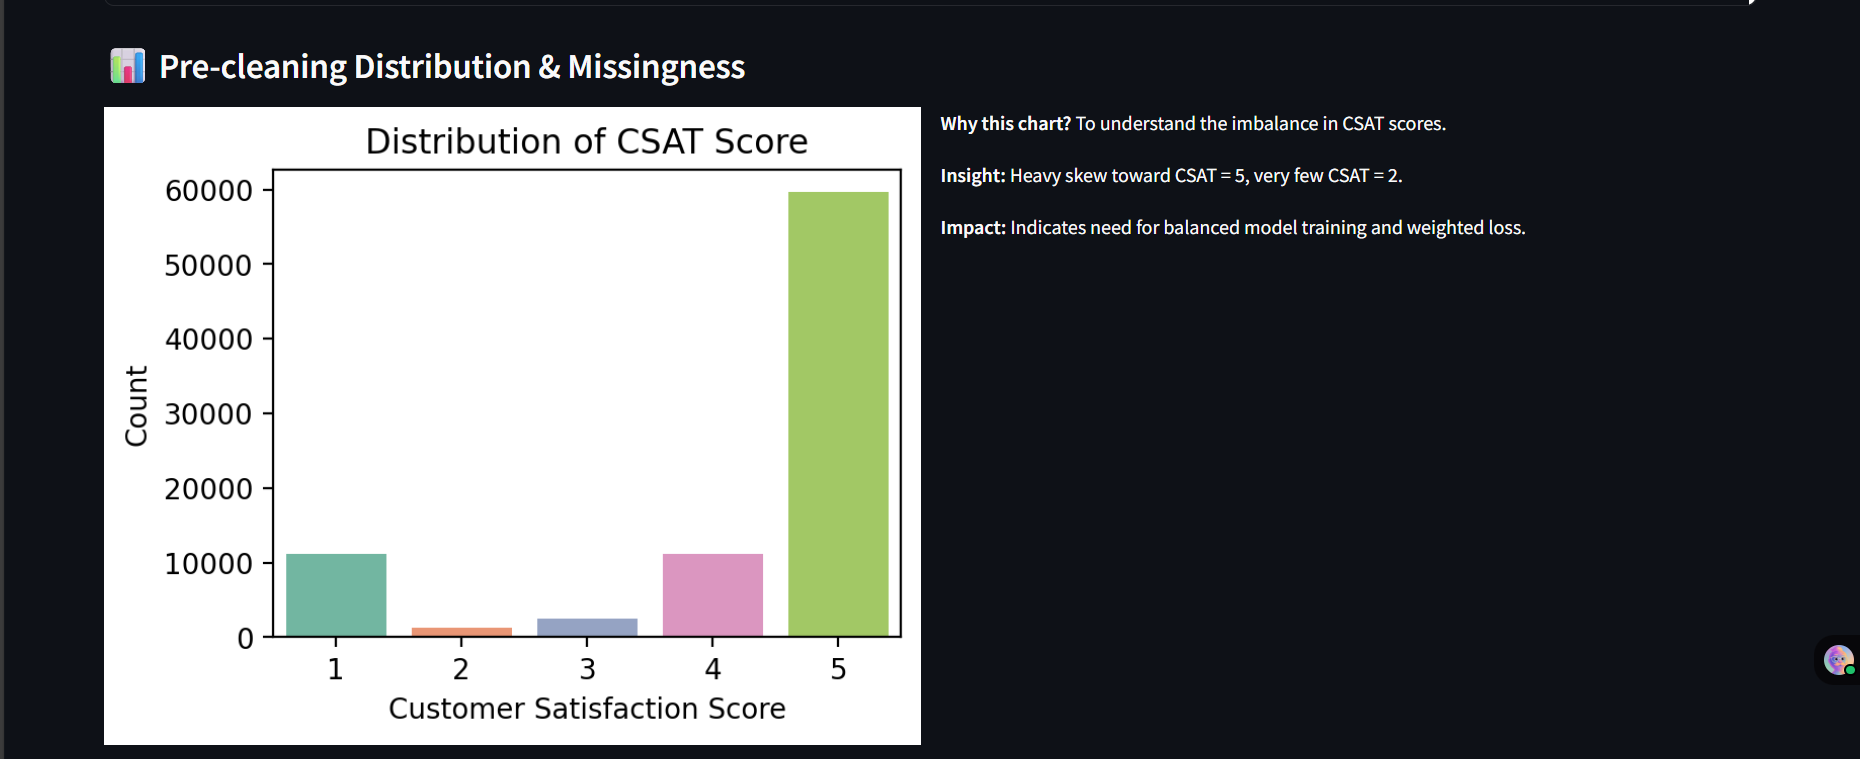 Pre-cleaning Distribution & Missingness
Distribution of CSAT Score
60000
50000
40000
30000
20000
10000
0
Count
1 2 3 4 5
Customer Satisfaction Score
Why this chart? To understand the imbalance in CSAT scores.
Insight: Heavy skew toward CSAT = 5, very few CSAT = 2.
Impact: Indicates need for balanced model training and weighted loss.